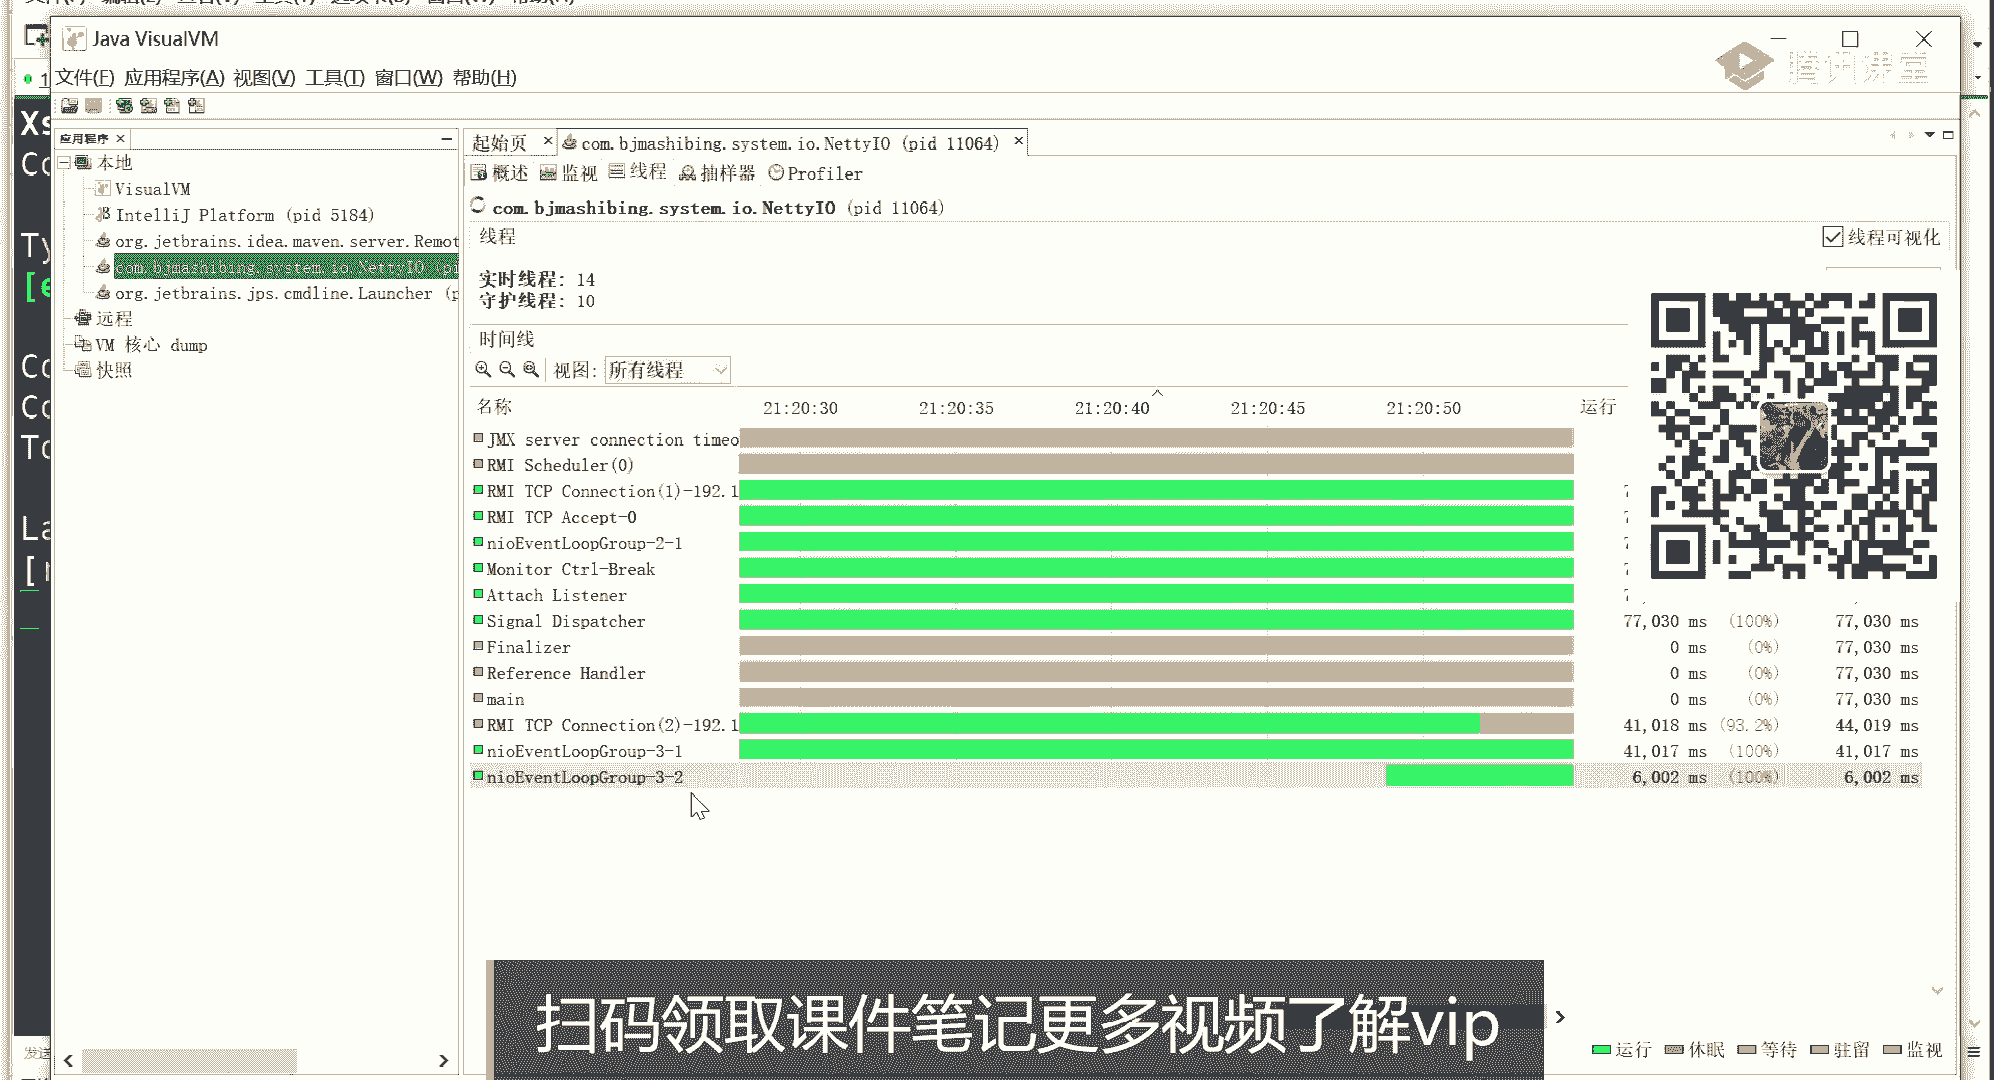 Java VisualVM
腾讯课堂
文件(F) 应用程序(A) 视图(V) 工具(T) 窗口(W) 帮助(H)
应用程序
本地
VisualVM
IntelliJ Platform (pid 5184)
org.jetbrains.idea.maven.server.Remot
com.bjmashibing.system.io.NettyIO (pi
org.jetbrains.jps.cmdline.Launcher (p
远程
VM 核心 dump
快照
起始页
com.bjmashibing.system.io.NettyIO (pid 11064)
概述 监视 线程 抽样器 Profiler
com.bjmashibing.system.io.NettyIO (pid 11064)
线程
线程可视化
实时线程: 14
守护线程: 10
时间线
视图: 所有线程
名称 21:20:30 21:20:35 21:20:40 21:20:45 21:20:50 运行
JMX server connection timeo
RMI Scheduler(0)
RMI TCP Connection(1)-192.1
RMI TCP Accept-0
nioEventLoopGroup-2-1
Monitor Ctrl-Break
Attach Listener
Signal Dispatcher 77,030 ms (100%) 77,030 ms
Finalizer 0 ms (0%) 77,030 ms
Reference Handler 0 ms (0%) 77,030 ms
main 0 ms (0%) 77,030 ms
RMI TCP Connection(2)-192.1 41,018 ms (93.2%) 44,019 ms
nioEventLoopGroup-3-1 41,017 ms (100%) 41,017 ms
nioEventLoopGroup-3-2 6,002 ms (100%) 6,002 ms
扫码领取课件笔记更多视频了解vip
运行 休眠 等待 驻留 监视